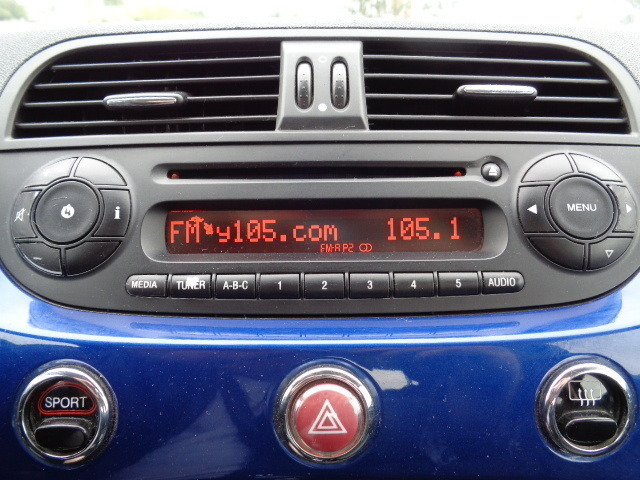 FM y105.com 105.1
FM-A P2
i
MENU
MEDIA TUNER A-B-C 1 2 3 4 5 AUDIO
SPORT